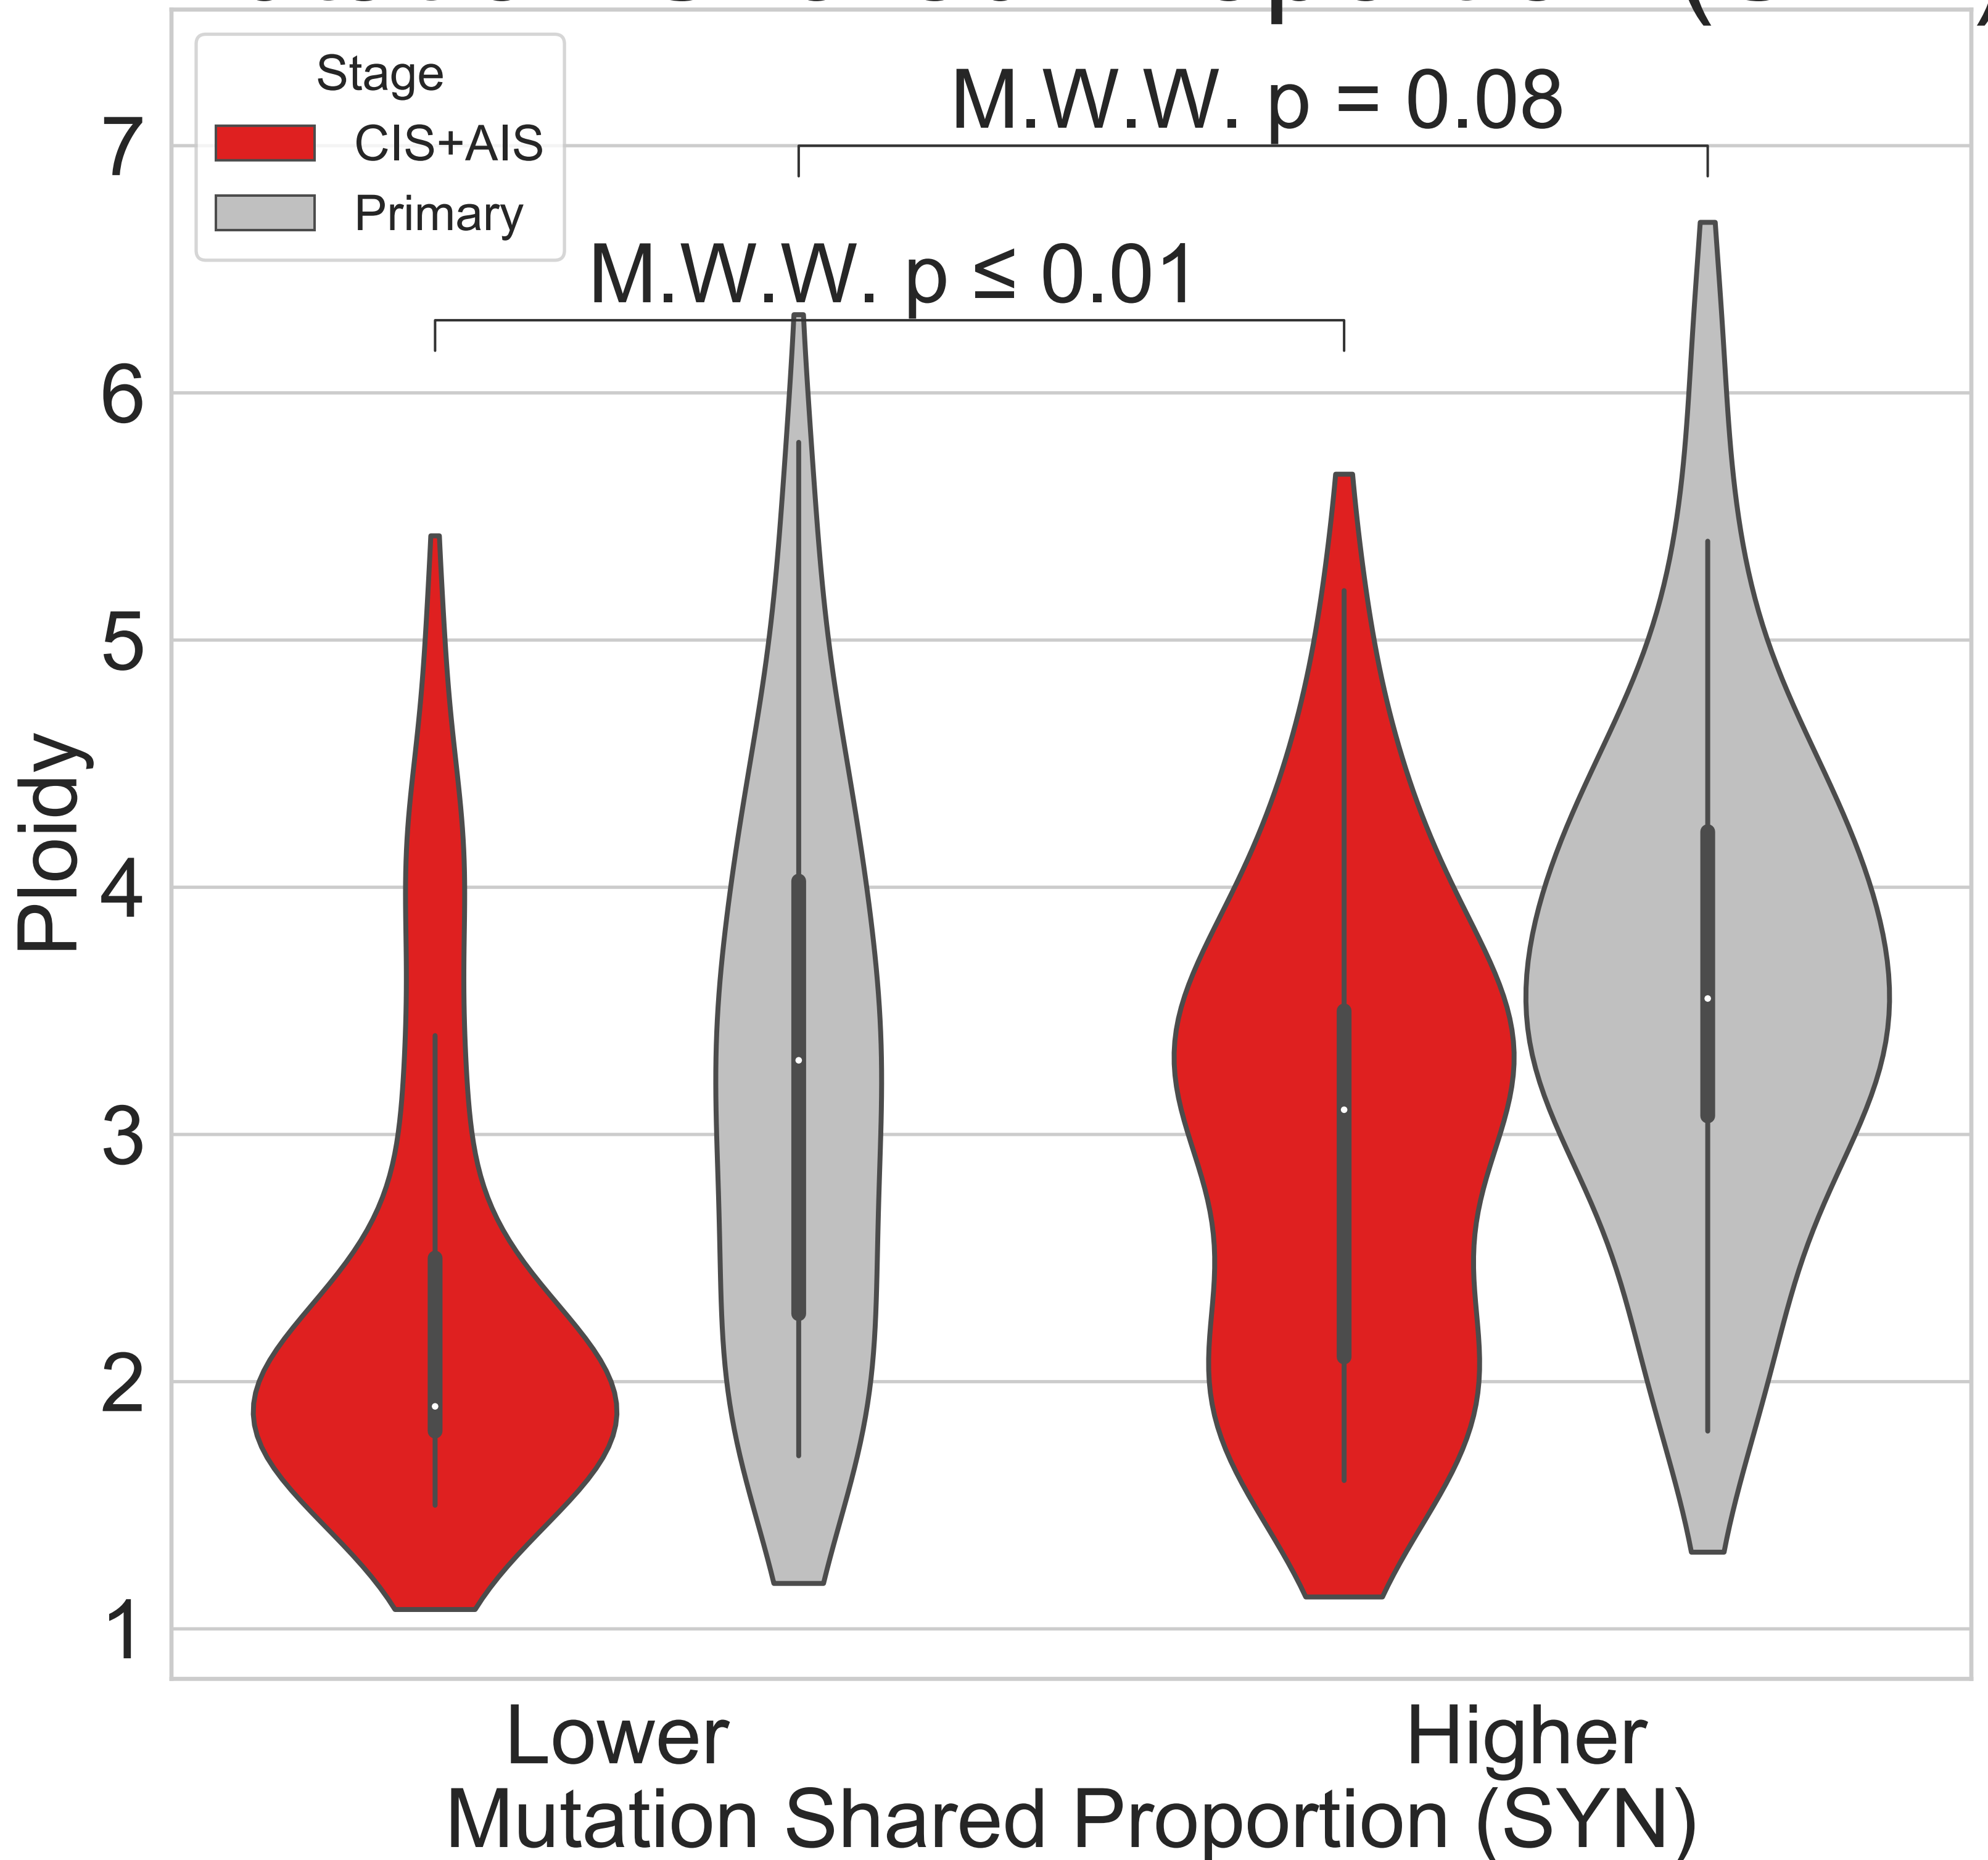 Stage
CIS+AIS
Primary
M.W.W. p = 0.08
M.W.W. p ≤ 0.01
7
6
5
4
3
2
1
Ploidy
Lower
Higher
Mutation Shared Proportion (SYN)